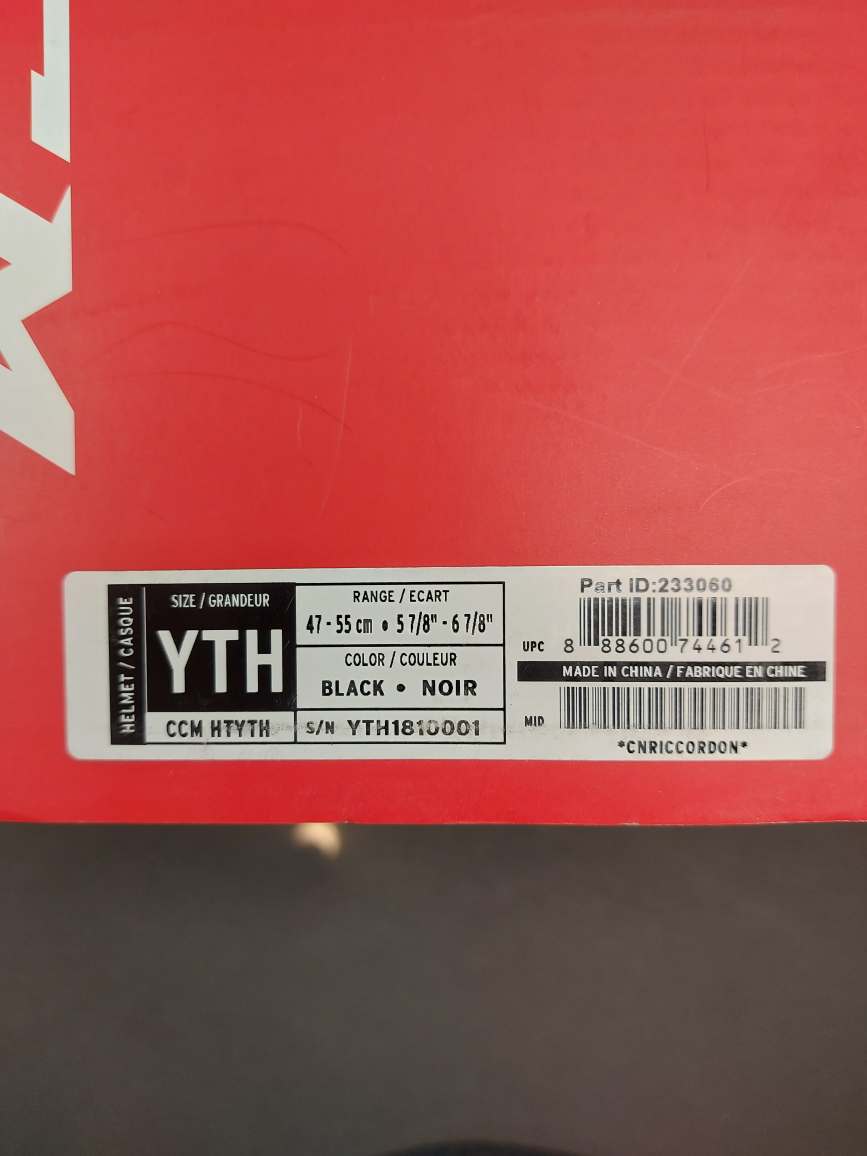 HELMET / CASQUE
SIZE / GRANDEUR
YTH
CCM HTYTH
RANGE / ECART
47 - 55 cm • 5 7/8" - 6 7/8"
COLOR / COULEUR
BLACK • NOIR
S/N YTH1810001
Part ID:233060
UPC 8 88600 74461 2
MADE IN CHINA / FABRIQUE EN CHINE
MID
*CNRICCORDON*